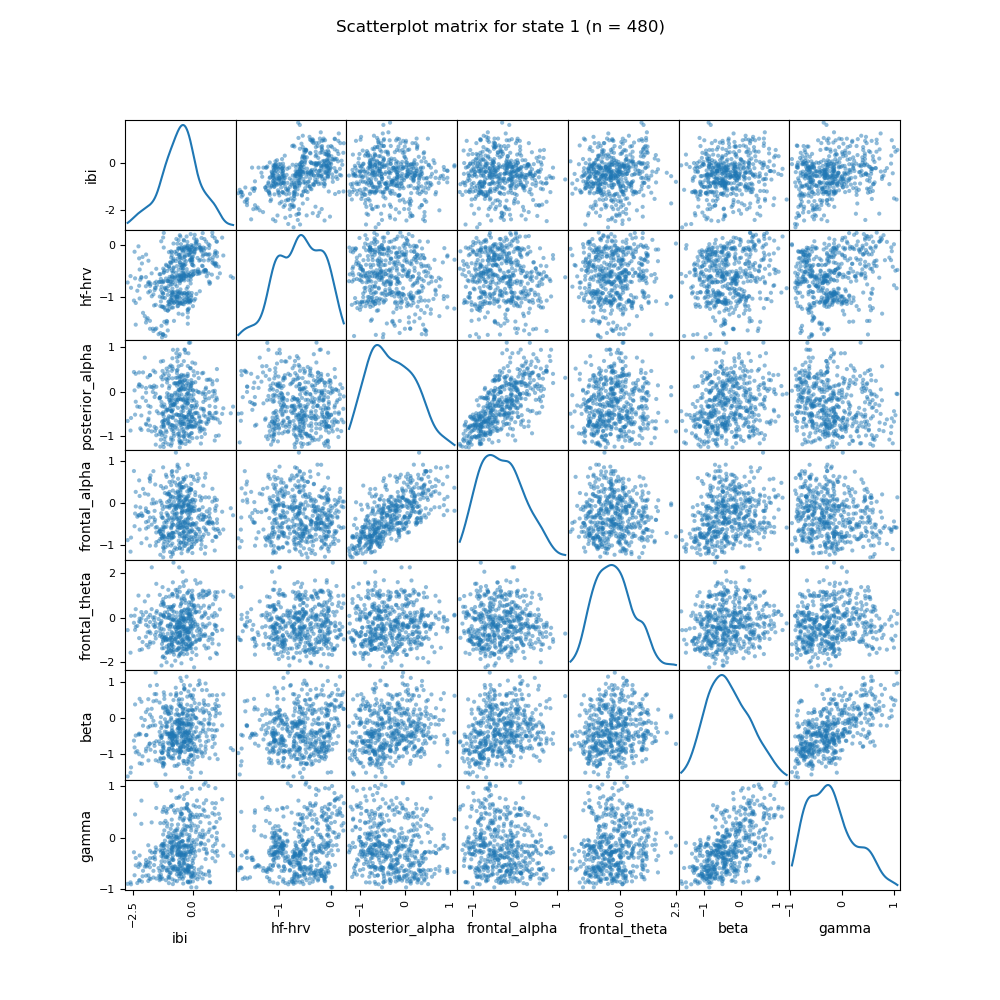 Scatterplot matrix for state 1 (n = 480)
ibi
0
−2
hf-hrv
0
−1
posterior_alpha
1
0
−1
frontal_alpha
1
0
−1
frontal_theta
2
0
−2
beta
1
0
−1
gamma
1
0
−1
−2.5 0.0 −1 0 −1 0 1 −1 0 1 0.0 2.5 −1 0 1 −1 0 1
ibi hf-hrv posterior_alpha frontal_alpha frontal_theta beta gamma